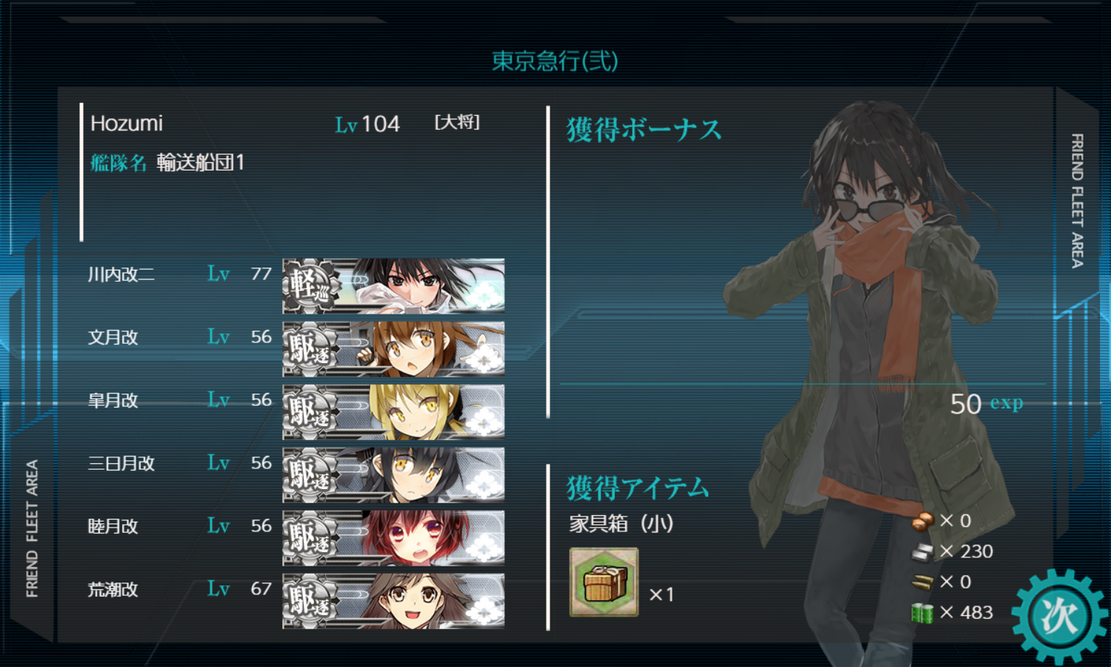 東京急行(弐)
Hozumi Lv 104 [大将]
艦隊名 輸送船団1
川内改二 Lv 77 軽巡
文月改 Lv 56 駆逐
皐月改 Lv 56 駆逐
三日月改 Lv 56 駆逐
睦月改 Lv 56 駆逐
荒潮改 Lv 67 駆逐
FRIEND FLEET AREA
獲得ボーナス
50 exp
獲得アイテム
家具箱（小）
×1
×0
×230
×0
×483
FRIEND FLEET AREA
次